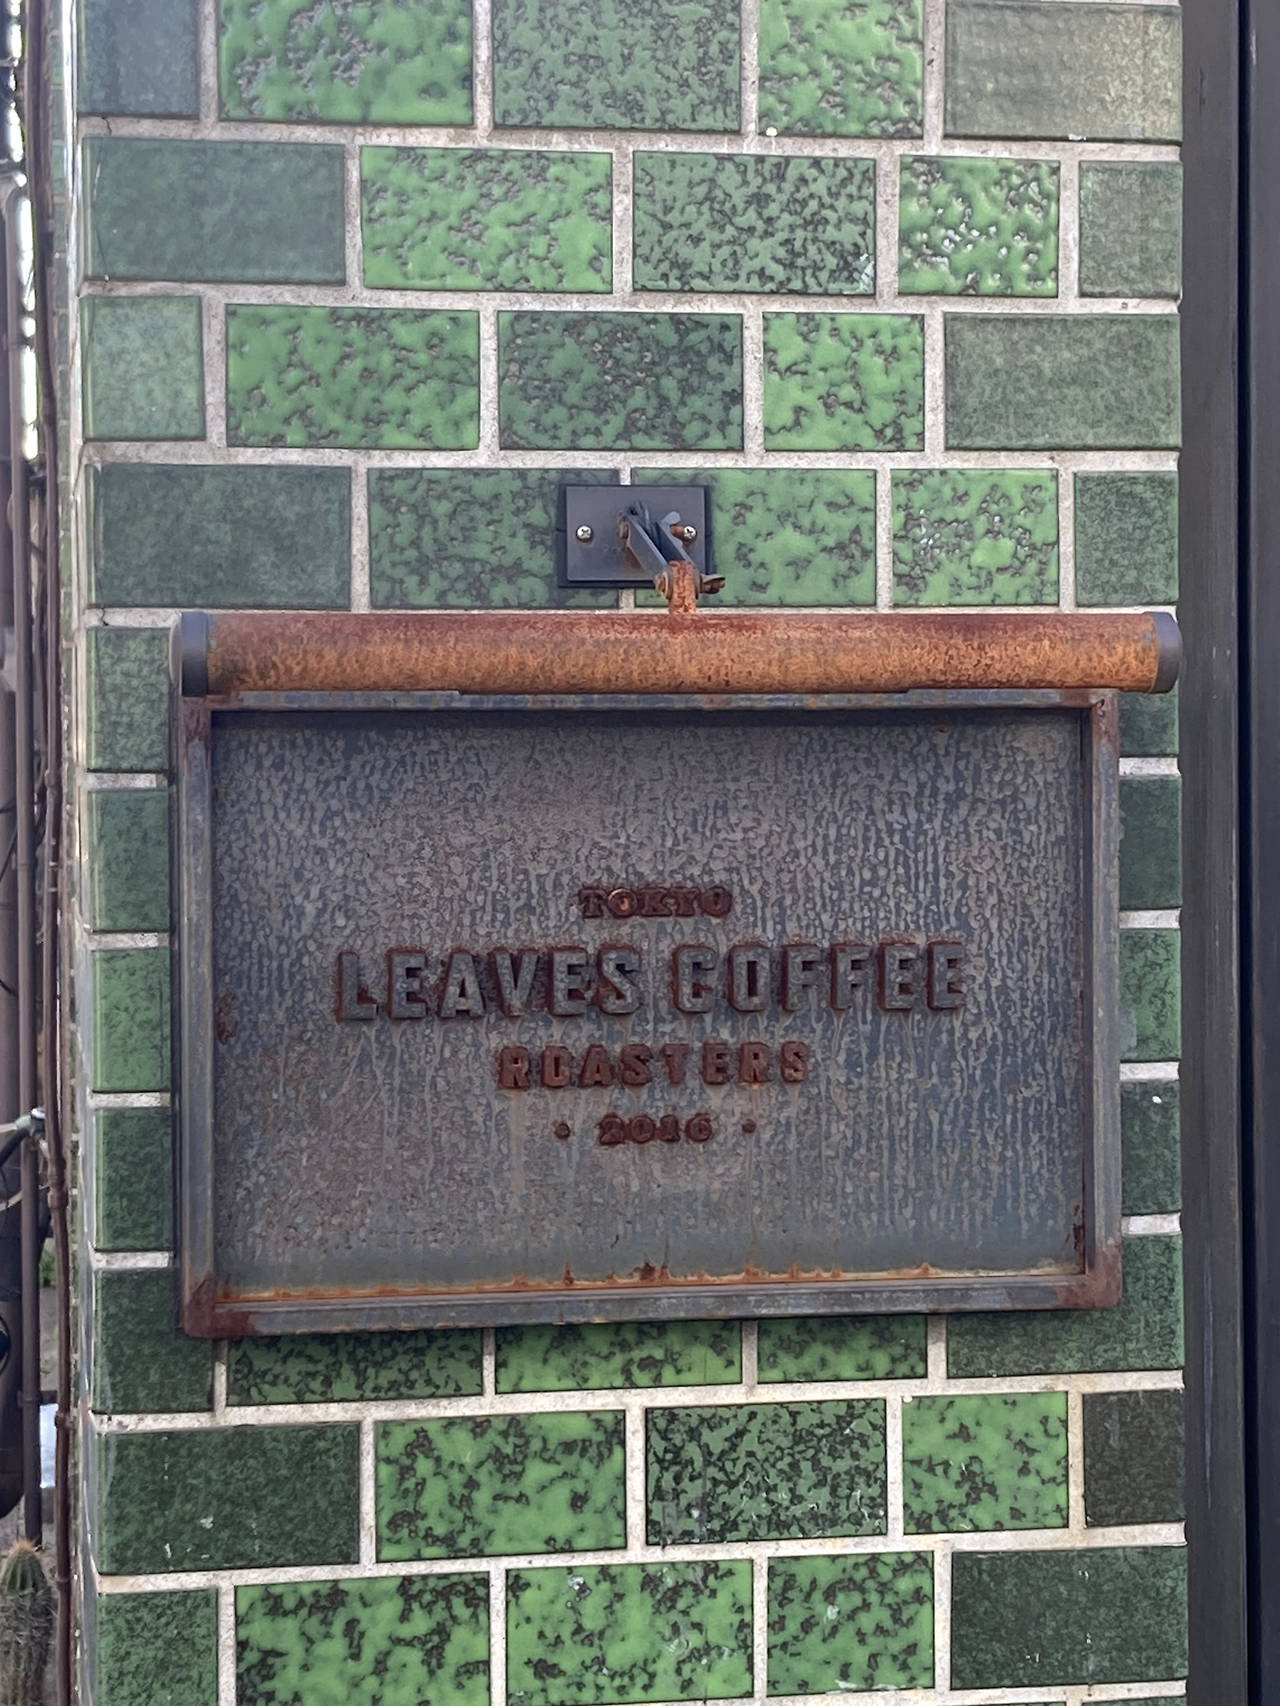 TOKYO
LEAVES COFFEE
ROASTERS
· 2016 ·